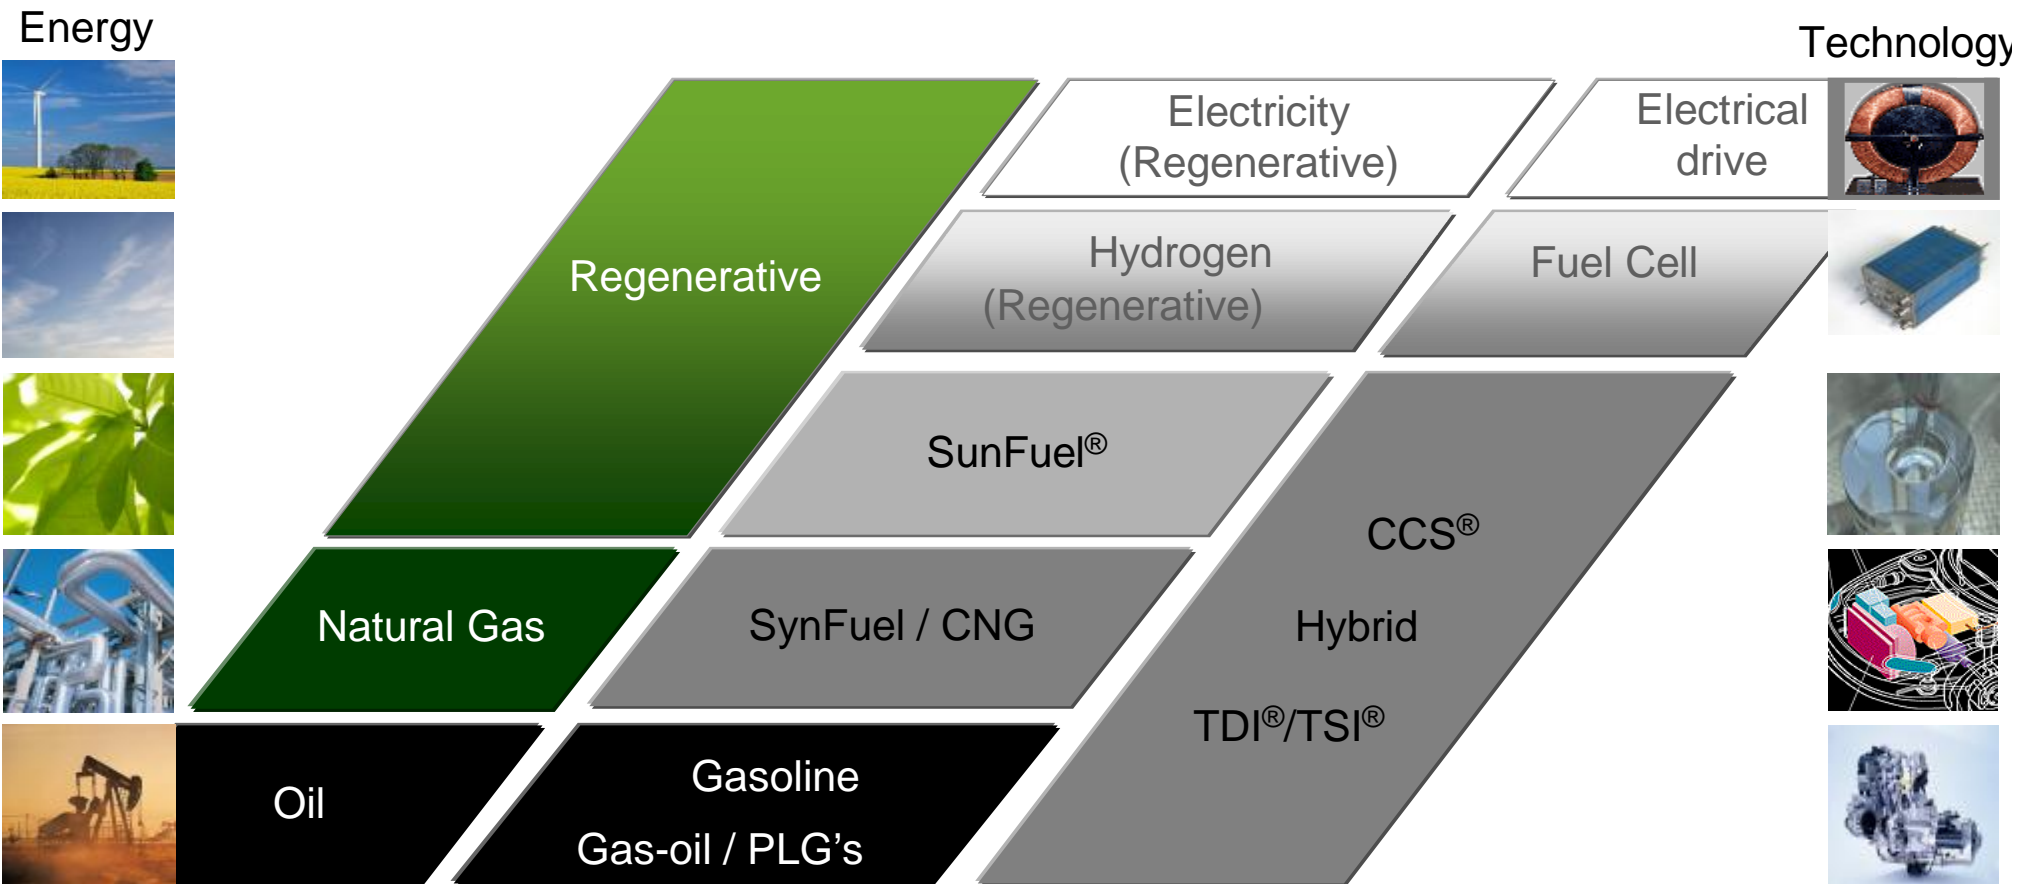 Energy
Technology
Electricity
(Regenerative)
Electrical
drive
Regenerative
Hydrogen
(Regenerative)
Fuel Cell
SunFuel®
CCS®
Natural Gas
SynFuel / CNG
Hybrid
TDI®/TSI®
Oil
Gasoline
Gas-oil / PLG's